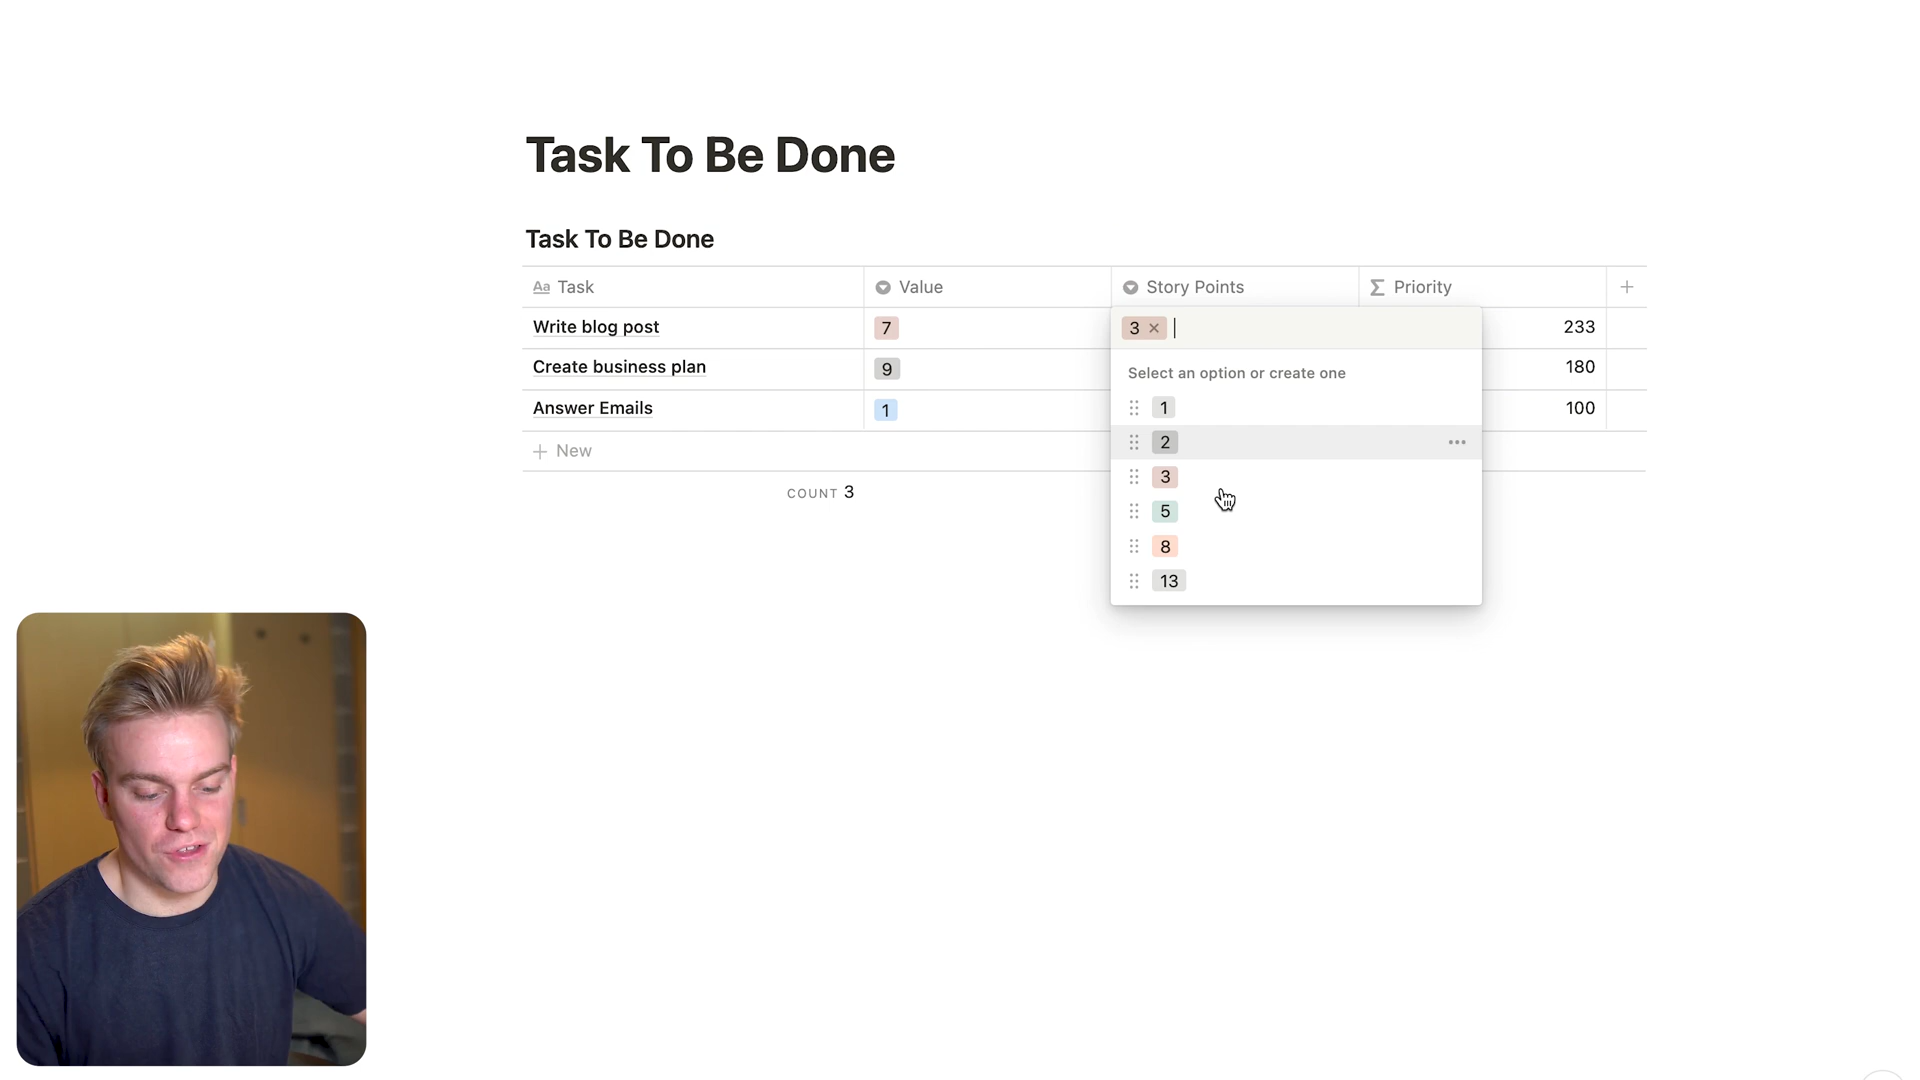 Task To Be Done
Task To Be Done
Aa Task Value Story Points Σ Priority +
Write blog post 7 3 × 233
Create business plan 9 180
Answer Emails 1 100
+ New
COUNT 3
Select an option or create one
1
2 •••
3
5
8
13